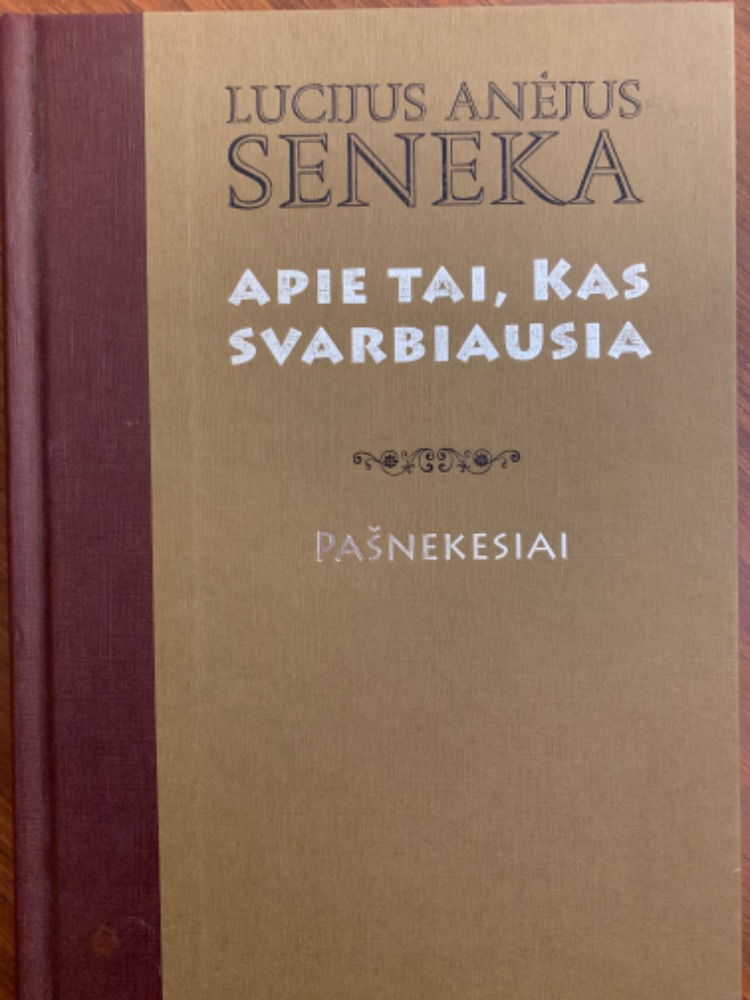 LUCIJUS ANĖJUS
SENEKA
APIE TAI, KAS
SVARBIAUSIA
PAŠNEKESIAI